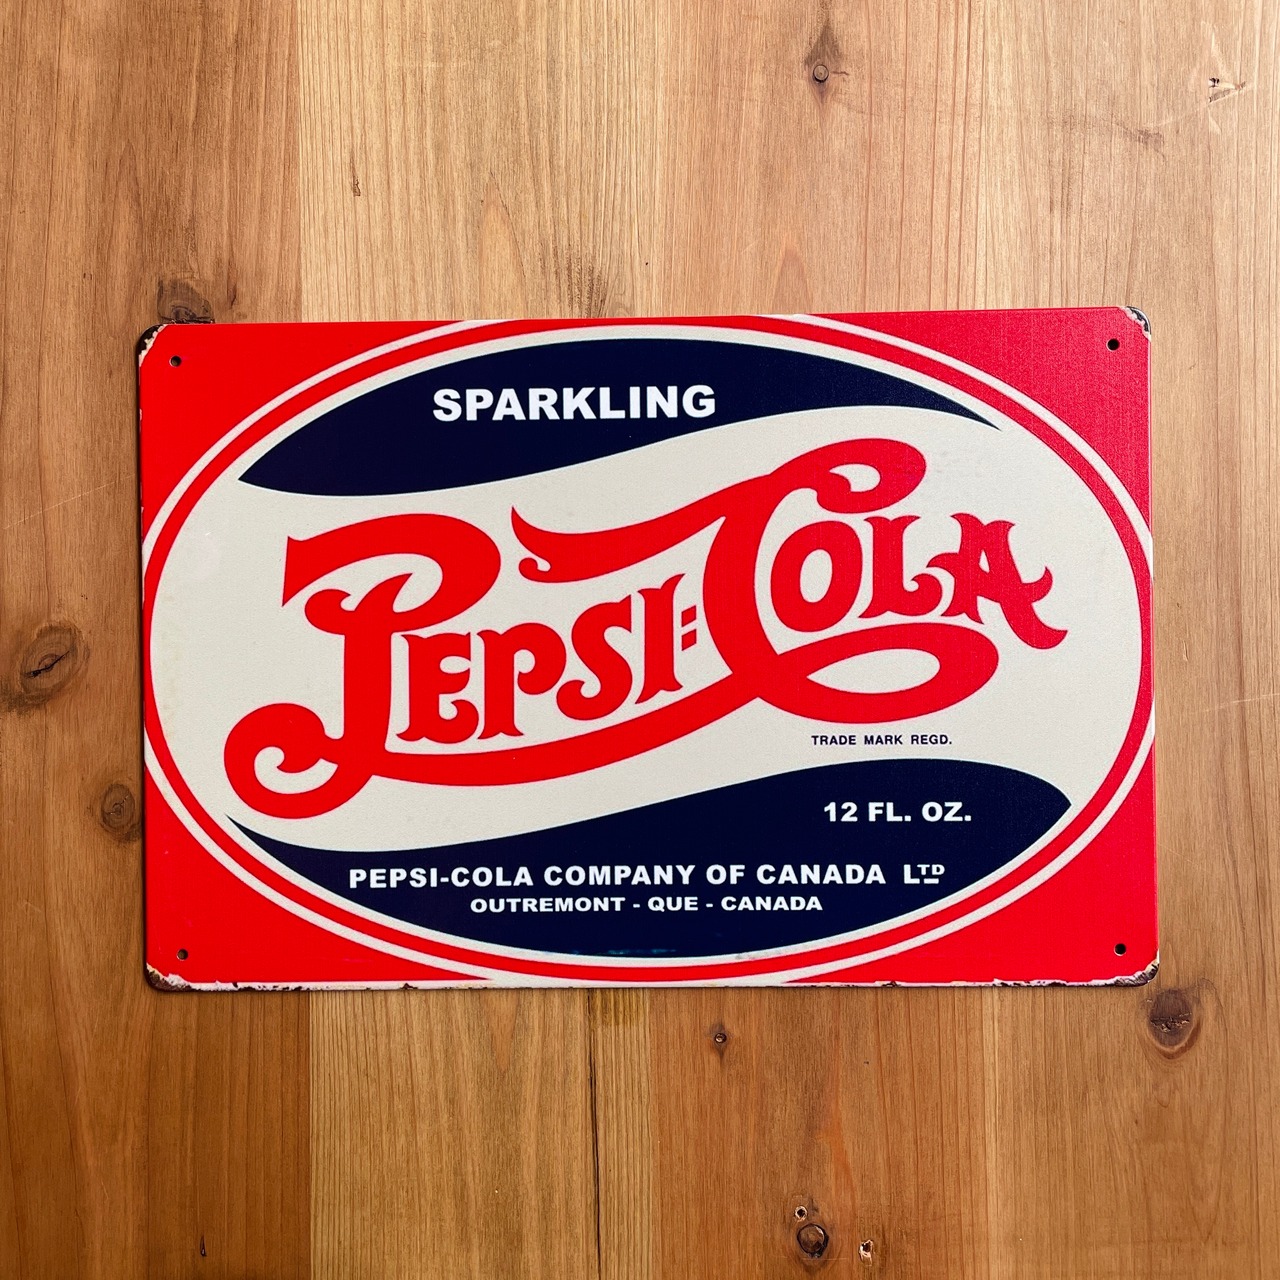 SPARKLING
PEPSI=COLA
TRADE MARK REGD.
12 FL. OZ.
PEPSI-COLA COMPANY OF CANADA LTD
OUTREMONT - QUE - CANADA